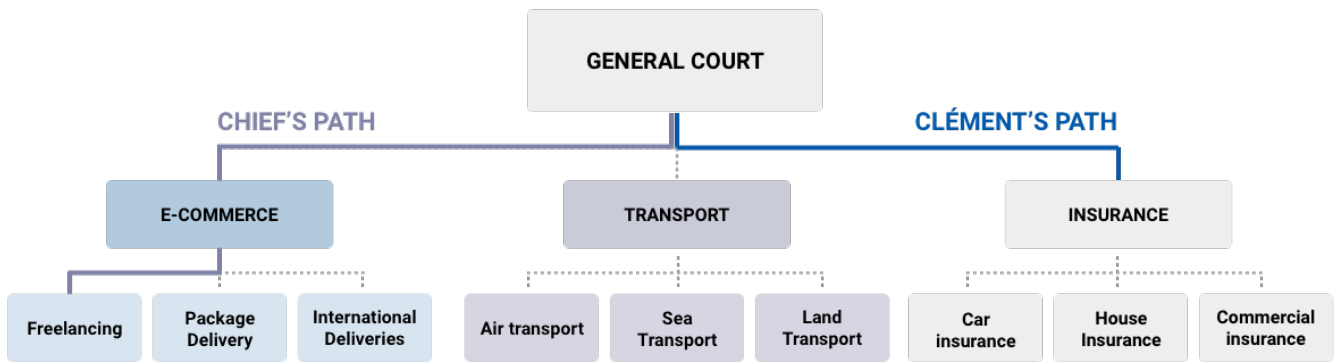 GENERAL COURT
CHIEF’S PATH
CLÉMENT’S PATH
E-COMMERCE
TRANSPORT
INSURANCE
Freelancing
Package
Delivery
International
Deliveries
Air transport
Sea
Transport
Land
Transport
Car
insurance
House
Insurance
Commercial
insurance